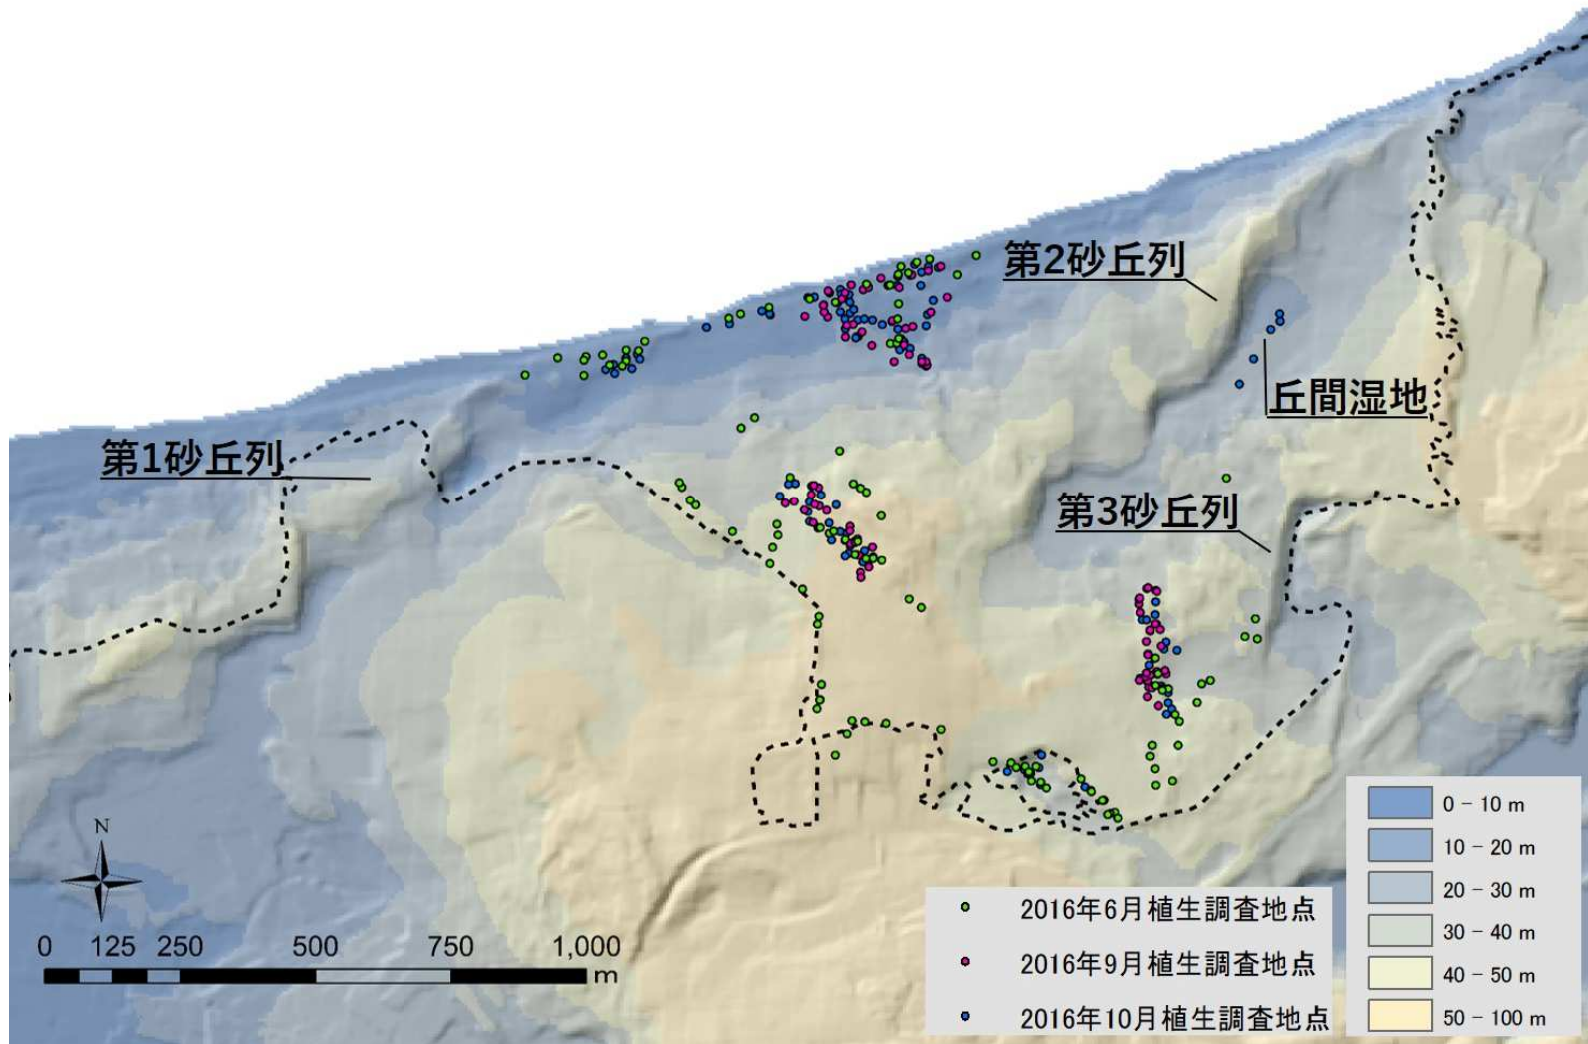 第2砂丘列
丘間湿地
第1砂丘列
第3砂丘列
N
0 125 250 500 750 1,000
m
2016年6月植生調査地点
2016年9月植生調査地点
2016年10月植生調査地点
0 - 10 m
10 - 20 m
20 - 30 m
30 - 40 m
40 - 50 m
50 - 100 m